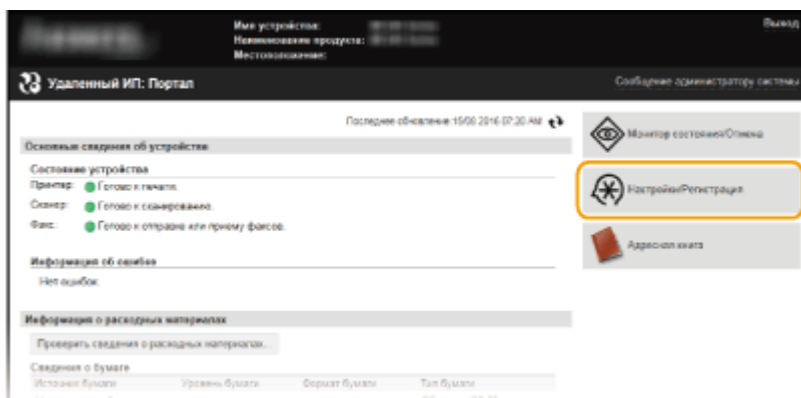 Имя устройства:
Выход
Наименование продукта:
Местоположение:
Удаленный ИП: Портал
Сообщение администратору системы
Последнее обновление: 15/08 2016 07:20 AM
Монитор состояния/Отмена
Основные сведения об устройстве
Состояние устройства
Принтер: Готово к печати.
Настройки/Регистрация
Сканер: Готово к сканированию.
Факс: Готово к отправке или приему факсов.
Адресная книга
Информация об ошибке
Нет ошибок.
Информация о расходных материалах
Проверить сведения о расходных материалах...
Сведения о бумаге
Источник бумаги Уровень бумаги Формат бумаги Тип бумаги